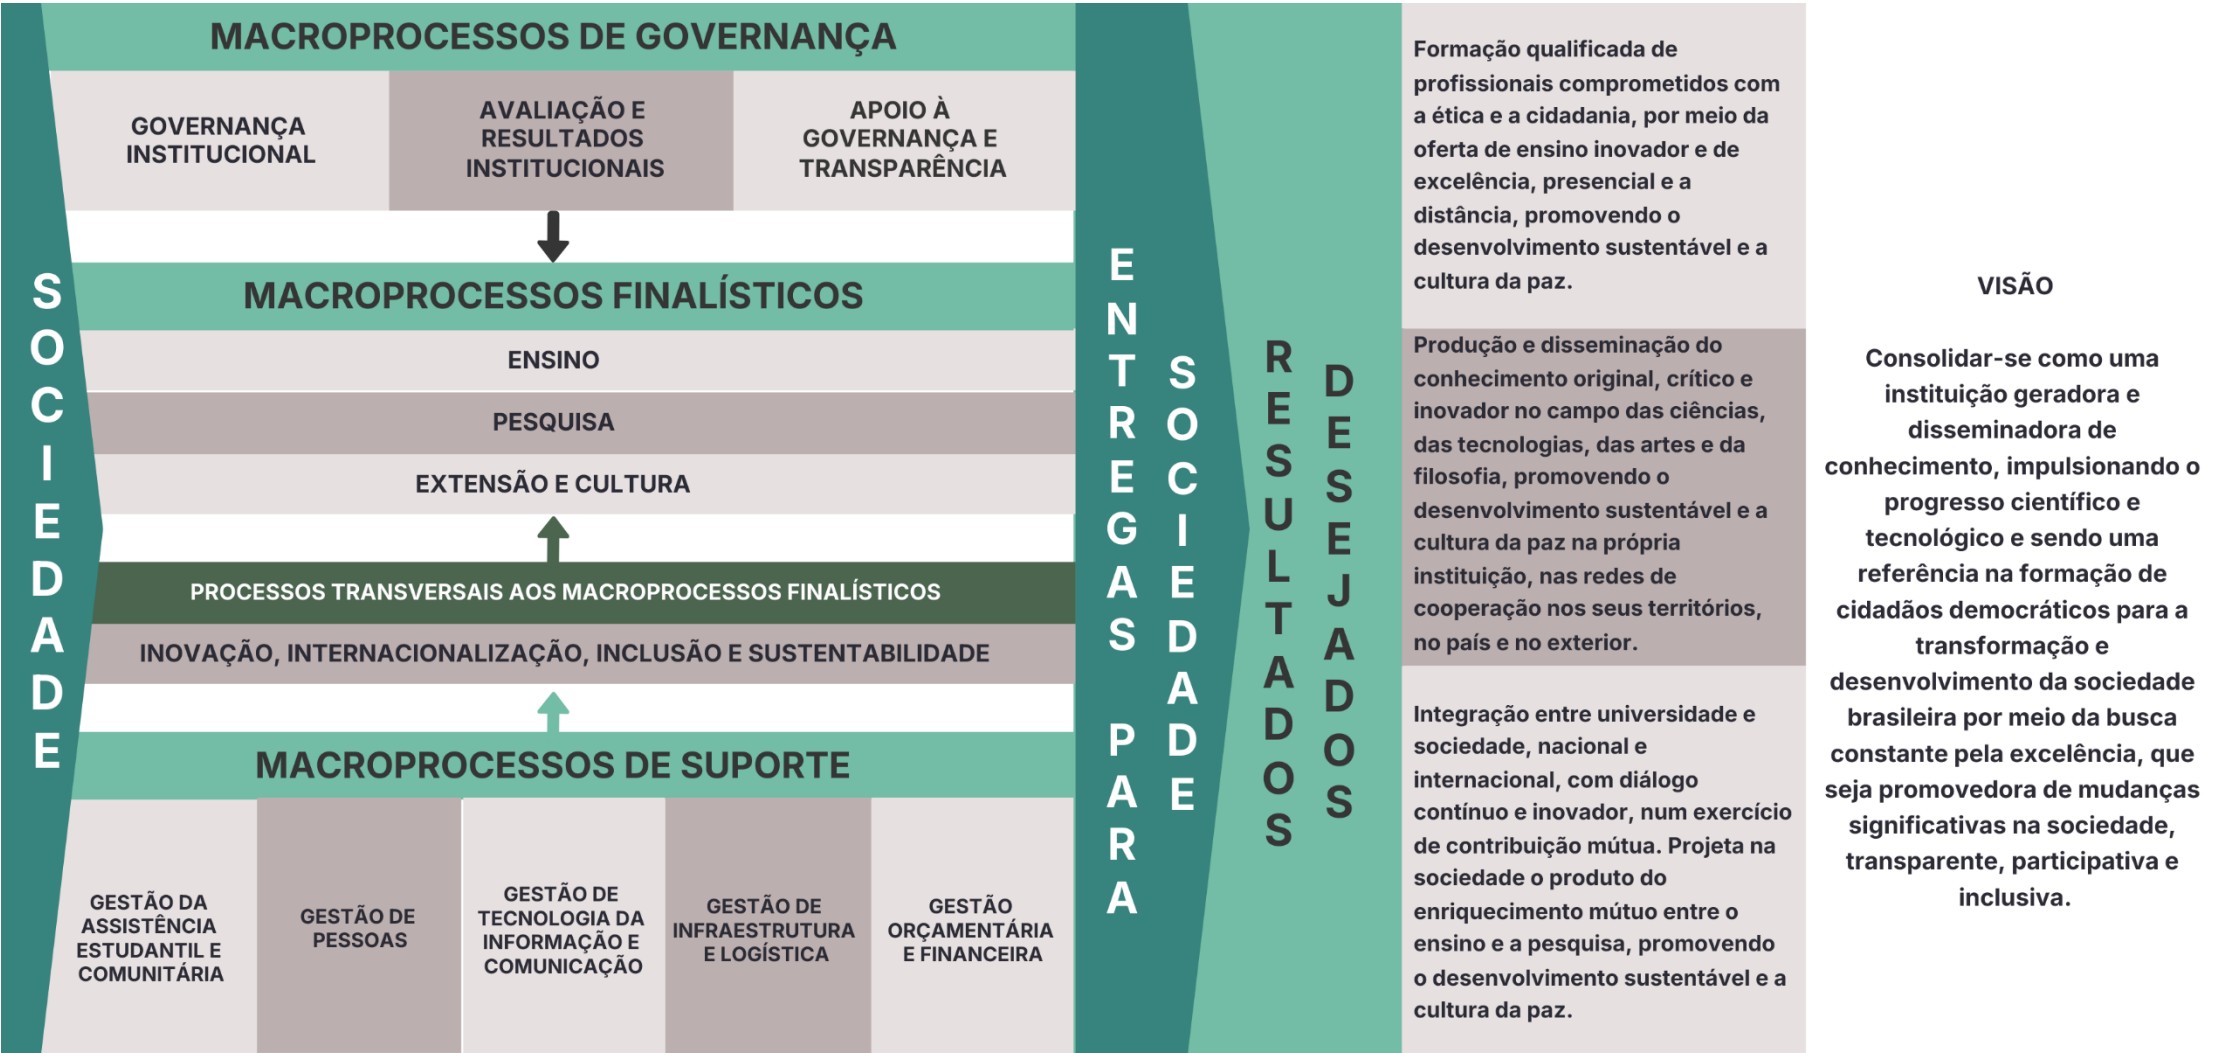 SOCIEDADE
MACROPROCESSOS DE GOVERNANÇA
GOVERNANÇA
INSTITUCIONAL
AVALIAÇÃO E
RESULTADOS
INSTITUCIONAIS
APOIO À
GOVERNANÇA E
TRANSPARÊNCIA
MACROPROCESSOS FINALÍSTICOS
ENSINO
PESQUISA
EXTENSÃO E CULTURA
PROCESSOS TRANSVERSAIS AOS MACROPROCESSOS FINALÍSTICOS
INOVAÇÃO, INTERNACIONALIZAÇÃO, INCLUSÃO E SUSTENTABILIDADE
MACROPROCESSOS DE SUPORTE
GESTÃO DA
ASSISTÊNCIA
ESTUDANTIL E
COMUNITÁRIA
GESTÃO DE
PESSOAS
GESTÃO DE
TECNOLOGIA DA
INFORMAÇÃO E
COMUNICAÇÃO
GESTÃO DE
INFRAESTRUTURA
E LOGÍSTICA
GESTÃO
ORÇAMENTÁRIA
E FINANCEIRA
ENTREGAS PARA
SOCIEDADE
RESULTADOS
DESEJADOS
Formação qualificada de
profissionais comprometidos com
a ética e a cidadania, por meio da
oferta de ensino inovador e de
excelência, presencial e a
distância, promovendo o
desenvolvimento sustentável e a
cultura da paz.
Produção e disseminação do
conhecimento original, crítico e
inovador no campo das ciências,
das tecnologias, das artes e da
filosofia, promovendo o
desenvolvimento sustentável e a
cultura da paz na própria
instituição, nas redes de
cooperação nos seus territórios,
no país e no exterior.
Integração entre universidade e
sociedade, nacional e
internacional, com diálogo
contínuo e inovador, num exercício
de contribuição mútua. Projeta na
sociedade o produto do
enriquecimento mútuo entre o
ensino e a pesquisa, promovendo
o desenvolvimento sustentável e a
cultura da paz.
VISÃO
Consolidar-se como uma
instituição geradora e
disseminadora de
conhecimento, impulsionando o
progresso científico e
tecnológico e sendo uma
referência na formação de
cidadãos democráticos para a
transformação e
desenvolvimento da sociedade
brasileira por meio da busca
constante pela excelência, que
seja promovedora de mudanças
significativas na sociedade,
transparente, participativa e
inclusiva.